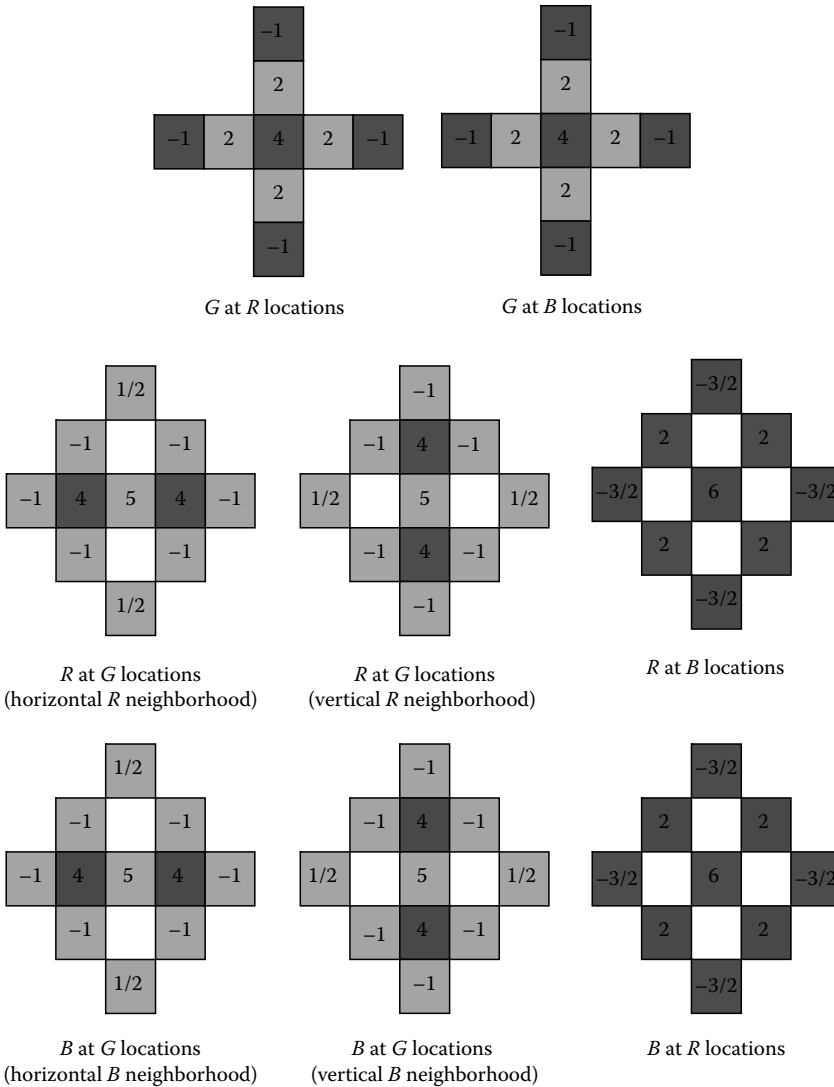 –1 –1
2 2
–1 2 4 2 –1 –1 2 4 2 –1
2 2
–1 –1
G at R locations G at B locations
1/2 –1 –3/2
–1 –1 –1 4 –1 2 2
–1 4 5 4 –1 1/2 5 1/2 –3/2 6 –3/2
–1 –1 –1 4 –1 2 2
1/2 –1 –3/2
R at G locations R at G locations R at B locations
(horizontal R neighborhood) (vertical R neighborhood)
1/2 –1 –3/2
–1 –1 –1 4 –1 2 2
–1 4 5 4 –1 1/2 5 1/2 –3/2 6 –3/2
–1 –1 –1 4 –1 2 2
1/2 –1 –3/2
B at G locations B at G locations B at R locations
(horizontal B neighborhood) (vertical B neighborhood)